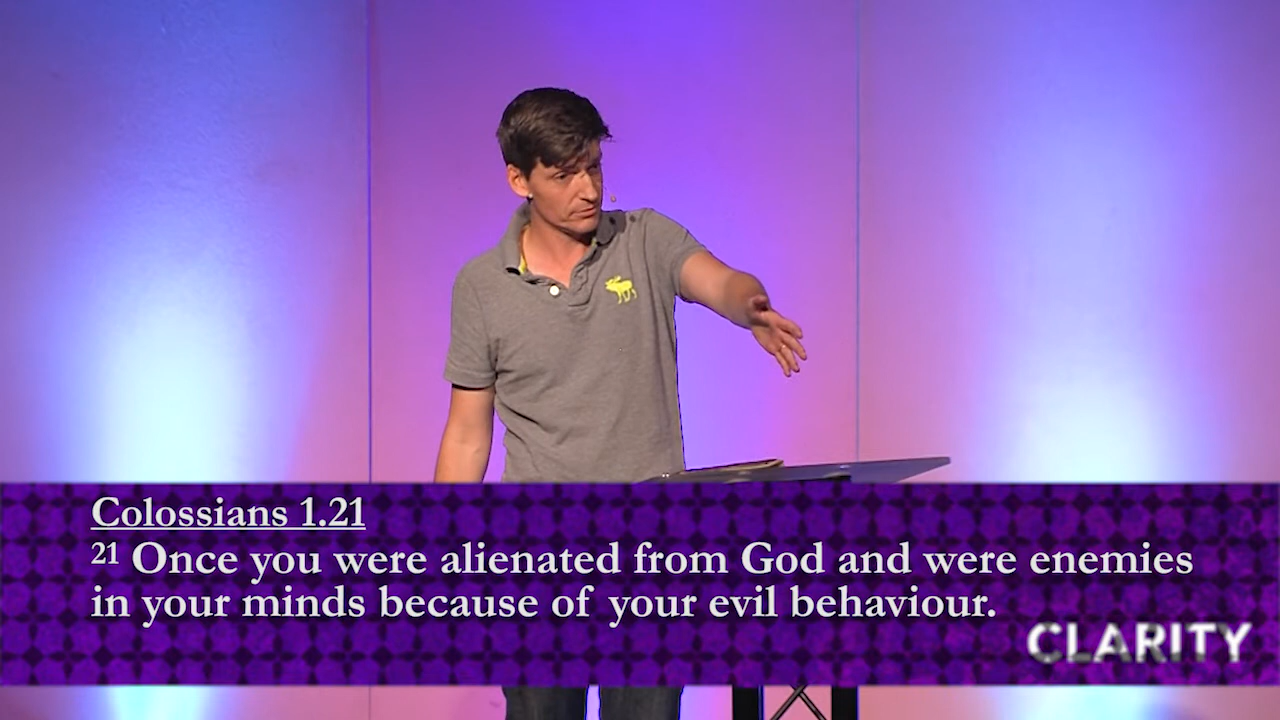 Colossians 1.21
21 Once you were alienated from God and were enemies
in your minds because of your evil behaviour.
CLARITY